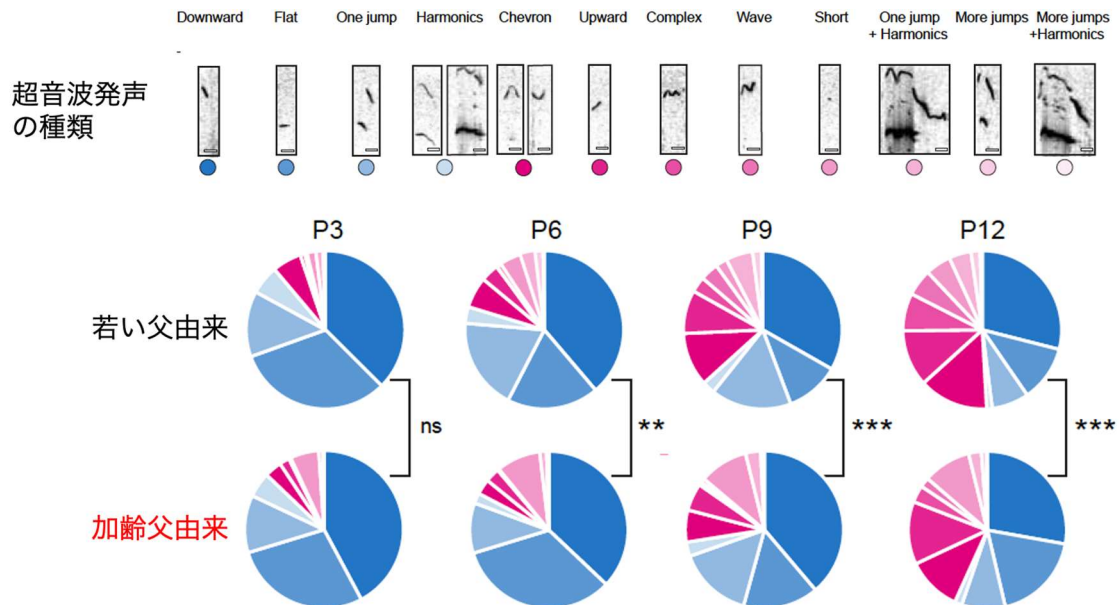 Downward Flat One jump Harmonics Chevron Upward Complex Wave Short One jump More jumps More jumps
+ Harmonics +Harmonics
超音波発声
の種類
P3 P6 P9 P12
若い父由来
ns ** *** ***
加齢父由来